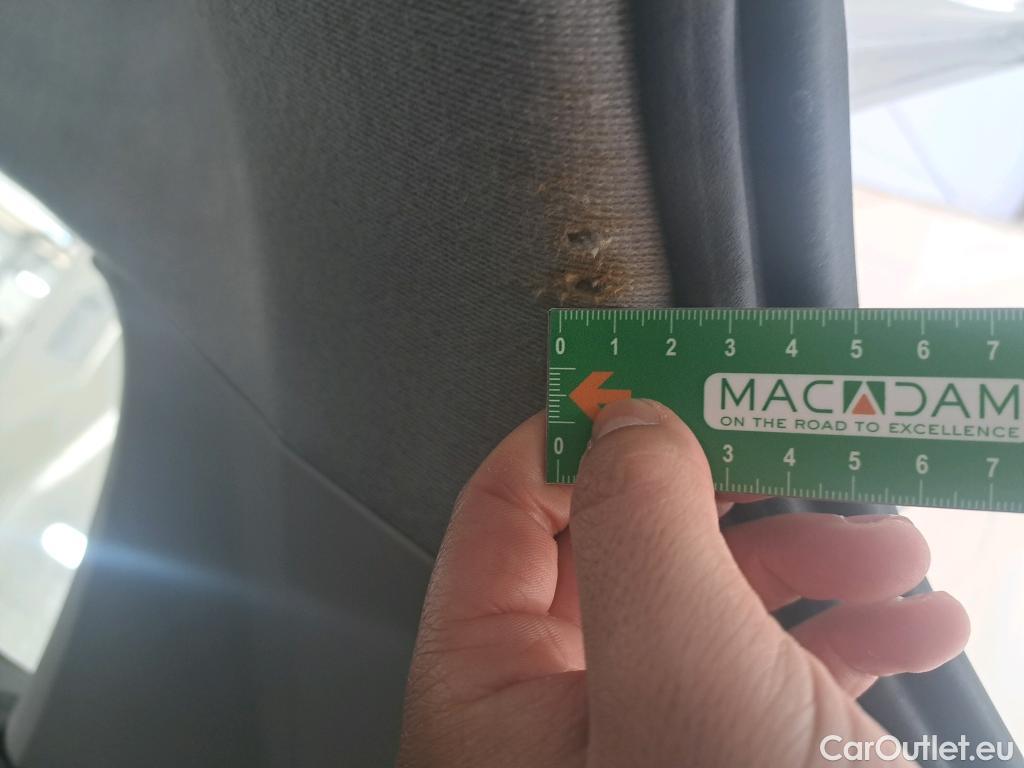 0 1 2 3 4 5 6 7
MACADAM
ON THE ROAD TO EXCELLENCE
0 3 4 5 6 7
CarOutlet.eu